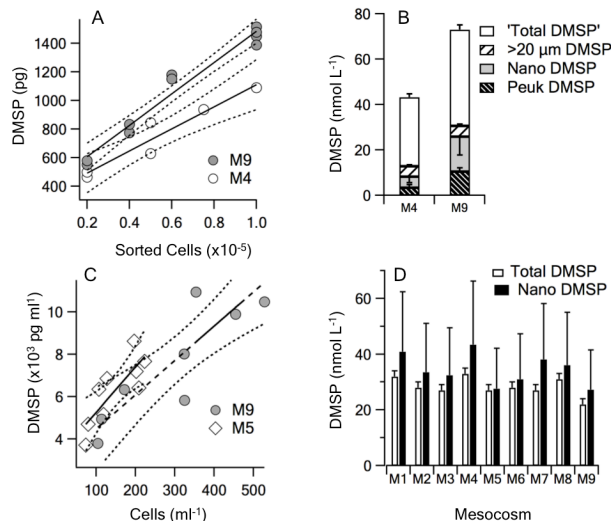 A
DMSP (pg)
1400
1200
1000
800
600
400
M9
M4
0.2
0.4
0.6
0.8
1.0
Sorted Cells (x10-5)
B
DMSP (nmol L-1)
80
60
40
20
0
'Total DMSP'
>20 µm DMSP
Nano DMSP
Peuk DMSP
M4
M9
C
DMSP (x10³ pg ml¹)
10
8
6
4
M9
M5
100
200
300
400
500
Cells (ml-1)
D
DMSP (nmol L-1)
60
40
20
0
Total DMSP
Nano DMSP
M1 M2 M3 M4 M5 M6 M7 M8 M9
Mesocosm